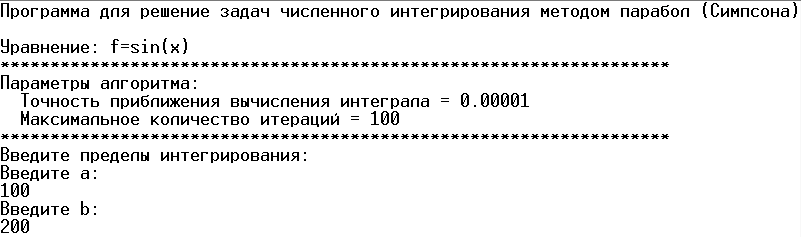 Программа для решение задач численного интегрирования методом парабол (Симпсона)
Уравнение: f=sin(x)
*******************************************************************
Параметры алгоритма:
Точность приближения вычисления интеграла = 0.00001
Максимальное количество итераций = 100
*******************************************************************
Введите пределы интегрирования:
Введите a:
100
Введите b:
200